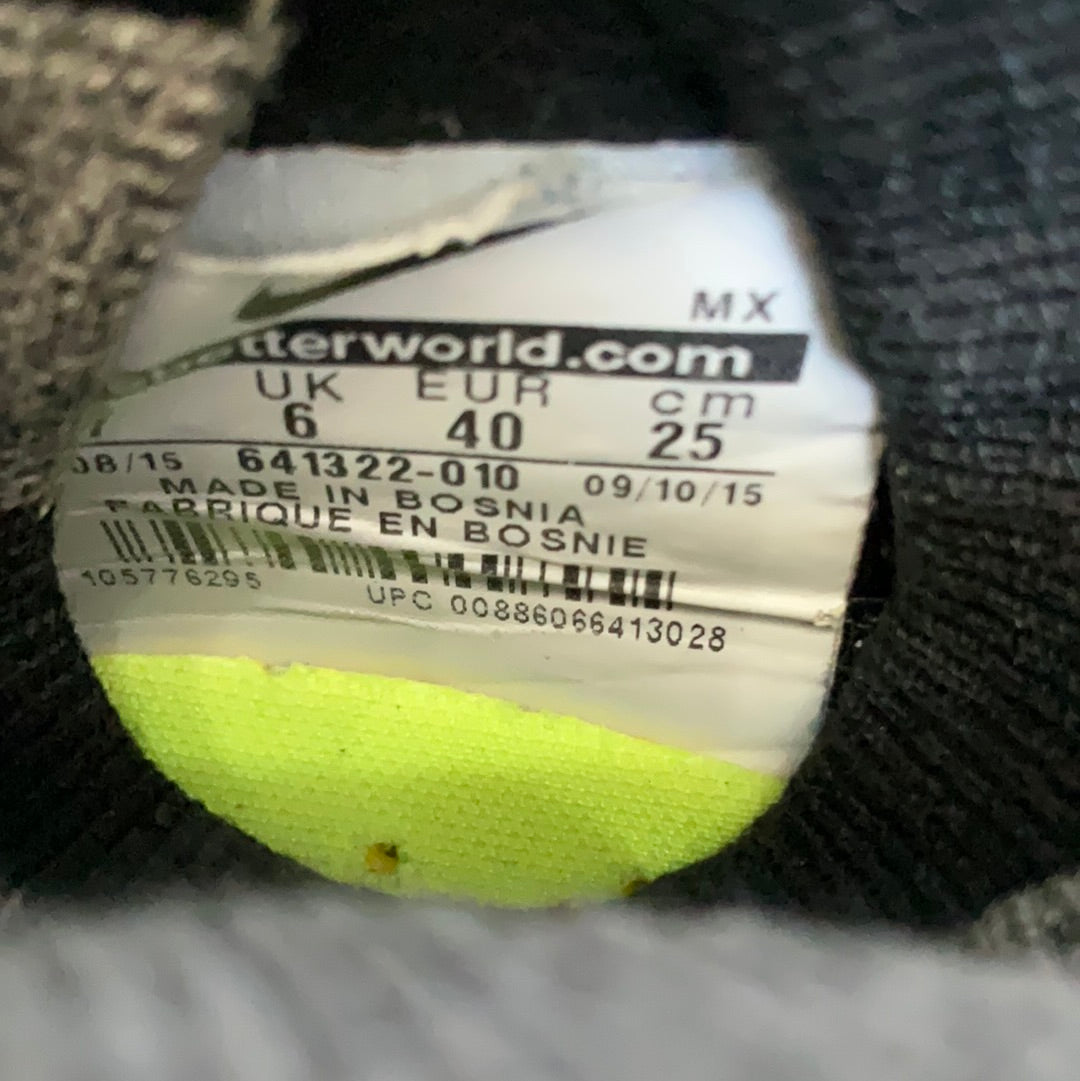 MX
tterworld.com
UK EUR cm
6 40 25
08/15 641322-010 09/10/15
MADE IN BOSNIA
FABRIQUE EN BOSNIE
105776295
UPC 00886066413028